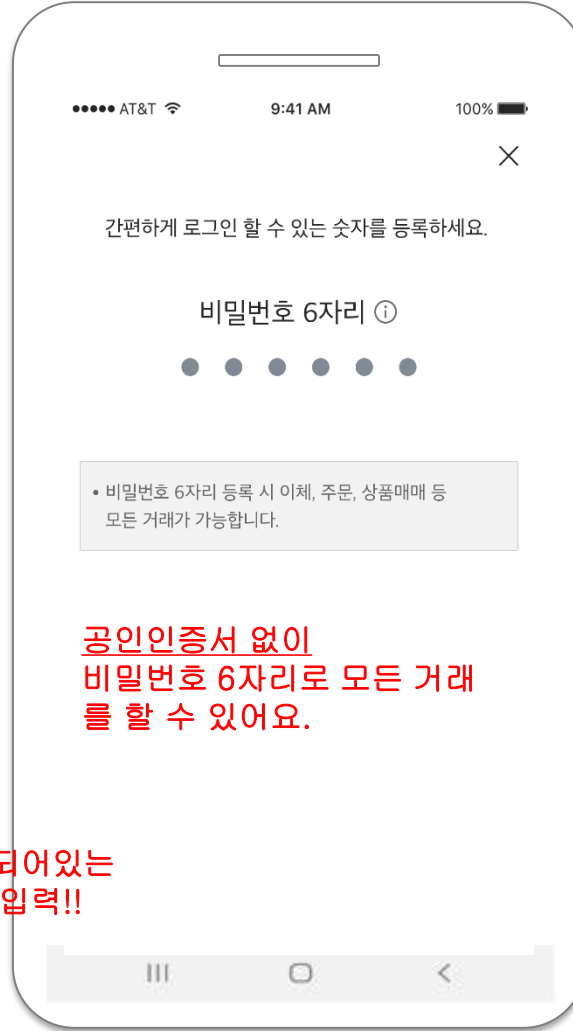 AT&T 9:41 AM 100%
간편하게 로그인 할 수 있는 숫자를 등록하세요.
비밀번호 6자리
• 비밀번호 6자리 등록 시 이체, 주문, 상품매매 등
모든 거래가 가능합니다.
공인인증서 없이
비밀번호 6자리로 모든 거래
를 할 수 있어요.
되어있는
입력!!